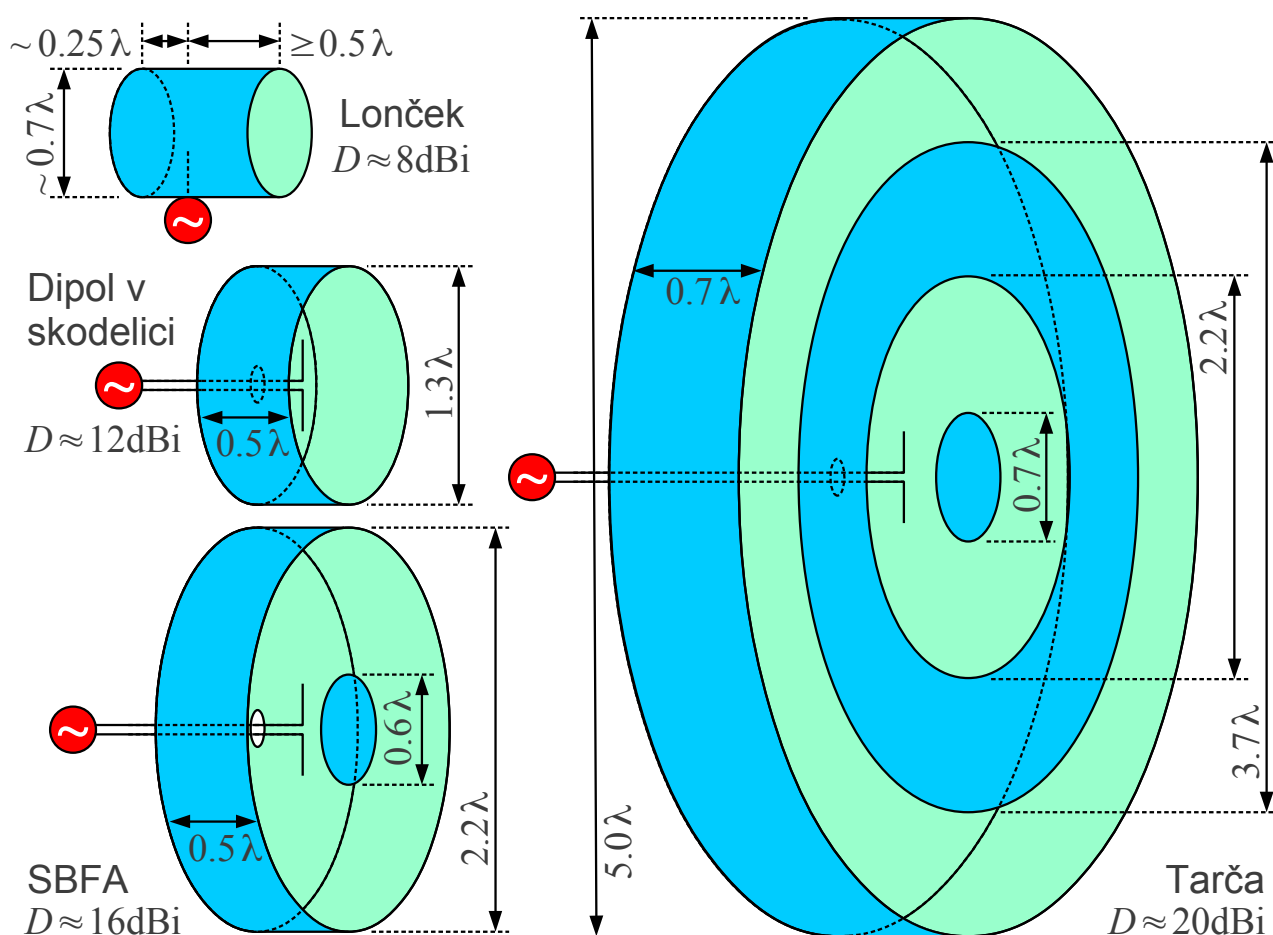 ~0.25λ
≥0.5λ
~0.7λ
Lonček
D≈8dBi
~
Dipol v
skodelici
~
D≈12dBi
0.5λ
1.3λ
~
0.6λ
0.5λ
2.2λ
SBFA
D≈16dBi
0.7λ
~
0.7λ
2.2λ
3.7λ
5.0λ
Tarča
D≈20dBi